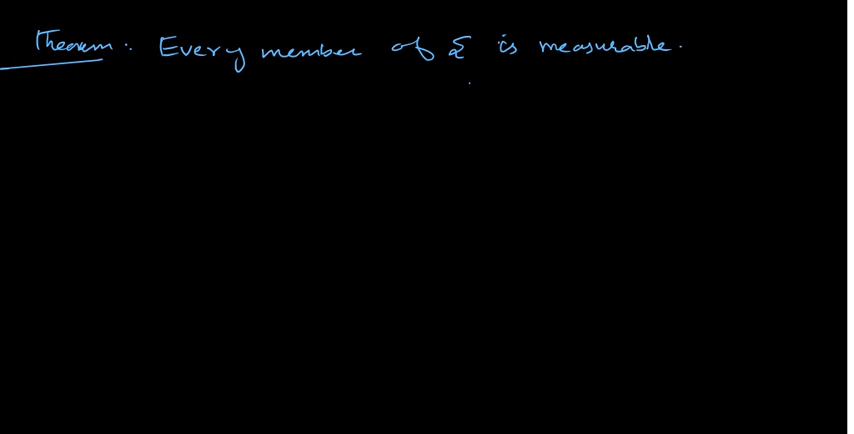 Theorem : Every member of Σ is measurable.